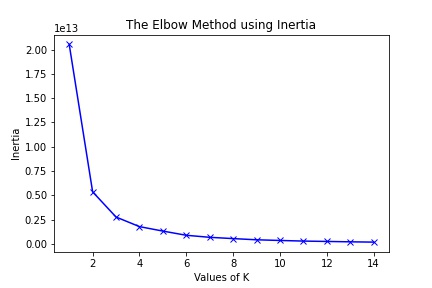 The Elbow Method using Inertia
1e13
2.00
1.75
1.50
1.25
1.00
0.75
0.50
0.25
0.00
Inertia
2 4 6 8 10 12 14
Values of K